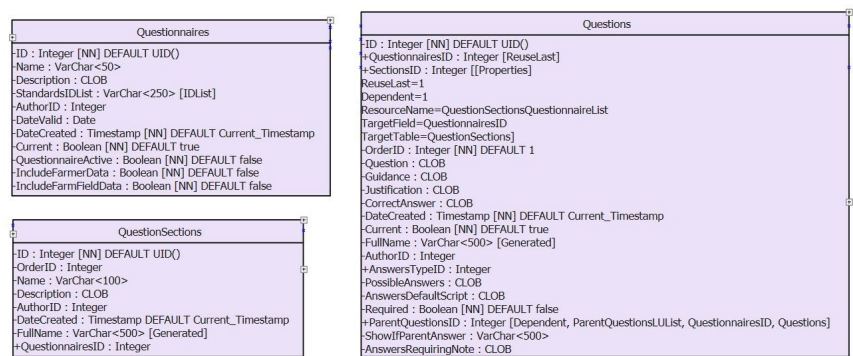 Questionnaires
-ID : Integer [NN] DEFAULT UID()
-Name : VarChar<50>
-Description : CLOB
-StandardsIDList : VarChar<250> [IDList]
-AuthorID : Integer
-DateValid : Date
-DateCreated : Timestamp [NN] DEFAULT Current_Timestamp
-Current : Boolean [NN] DEFAULT true
-QuestionnaireActive : Boolean [NN] DEFAULT false
-IncludeFarmerData : Boolean [NN] DEFAULT false
-IncludeFarmFieldData : Boolean [NN] DEFAULT false
QuestionSections
-ID : Integer [NN] DEFAULT UID()
-OrderID : Integer
-Name : VarChar<100>
-Description : CLOB
-AuthorID : Integer
-DateCreated : Timestamp DEFAULT Current_Timestamp
-FullName : VarChar<500> [Generated]
+QuestionnairesID : Integer
Questions
-ID : Integer [NN] DEFAULT UID()
+QuestionnairesID : Integer [ReuseLast]
+SectionsID : Integer [[Properties]
ReuseLast=1
Dependent=1
ResourceName=QuestionSectionsQuestionnaireList
TargetField=QuestionnairesID
TargetTable=QuestionSections]
-OrderID : Integer [NN] DEFAULT 1
-Question : CLOB
-Guidance : CLOB
-Justification : CLOB
-CorrectAnswer : CLOB
-DateCreated : Timestamp [NN] DEFAULT Current_Timestamp
-Current : Boolean [NN] DEFAULT true
-FullName : VarChar<500> [Generated]
-AuthorID : Integer
+AnswersTypeID : Integer
-PossibleAnswers : CLOB
-AnswersDefaultScript : CLOB
-Required : Boolean [NN] DEFAULT false
+ParentQuestionsID : Integer [Dependent, ParentQuestionsLUList, QuestionnairesID, Questions]
-ShowIfParentAnswer : VarChar<500>
-AnswersRequiringNote : CLOB